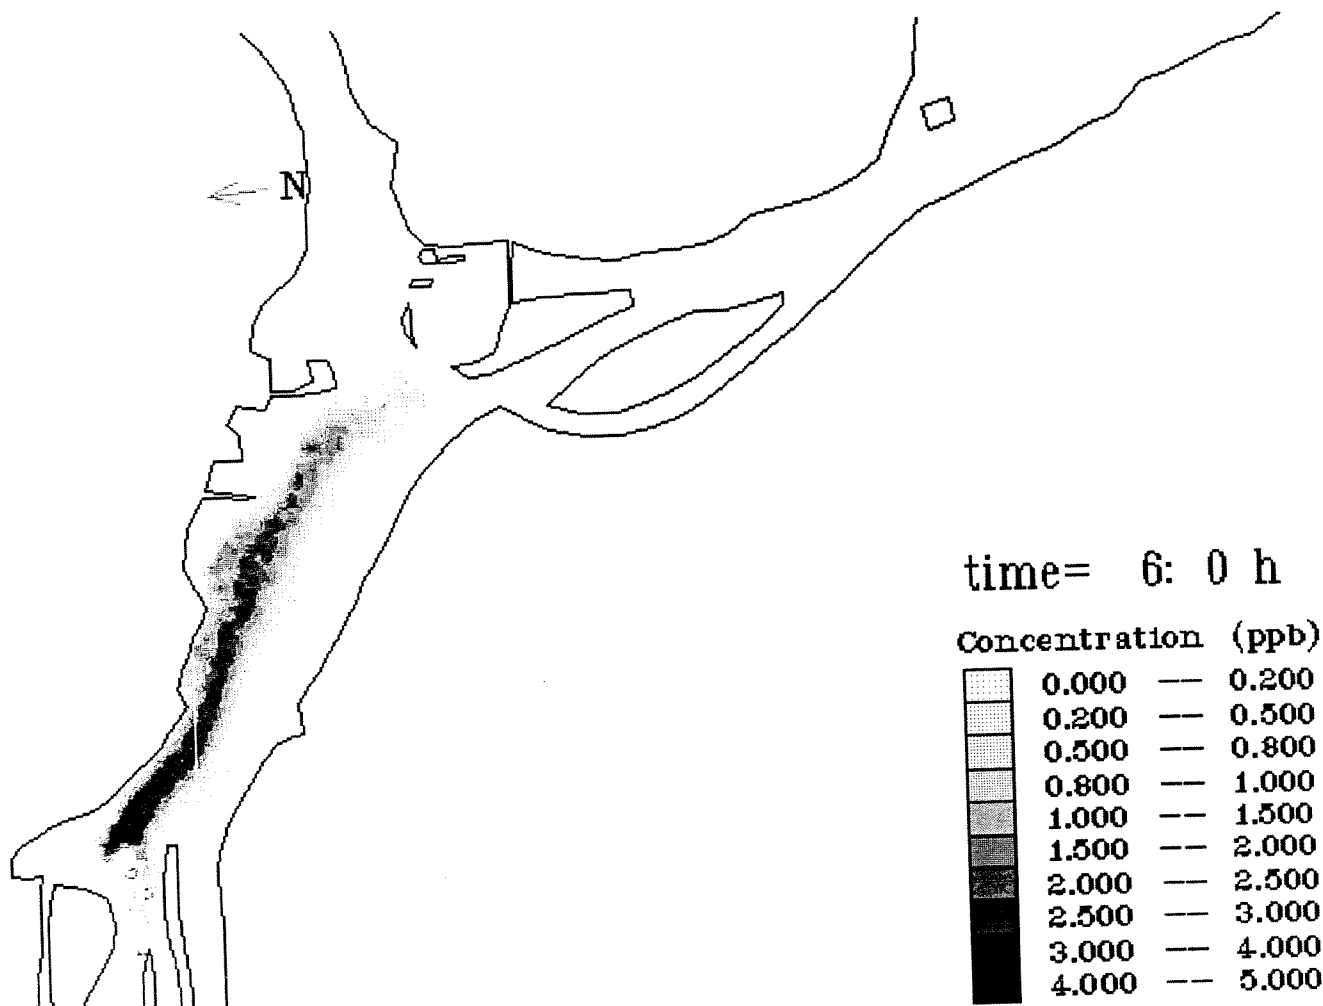 N
time= 6: 0 h
Concentration (ppb)
0.000 -- 0.200
0.200 -- 0.500
0.500 -- 0.800
0.800 -- 1.000
1.000 -- 1.500
1.500 -- 2.000
2.000 -- 2.500
2.500 -- 3.000
3.000 -- 4.000
4.000 -- 5.000